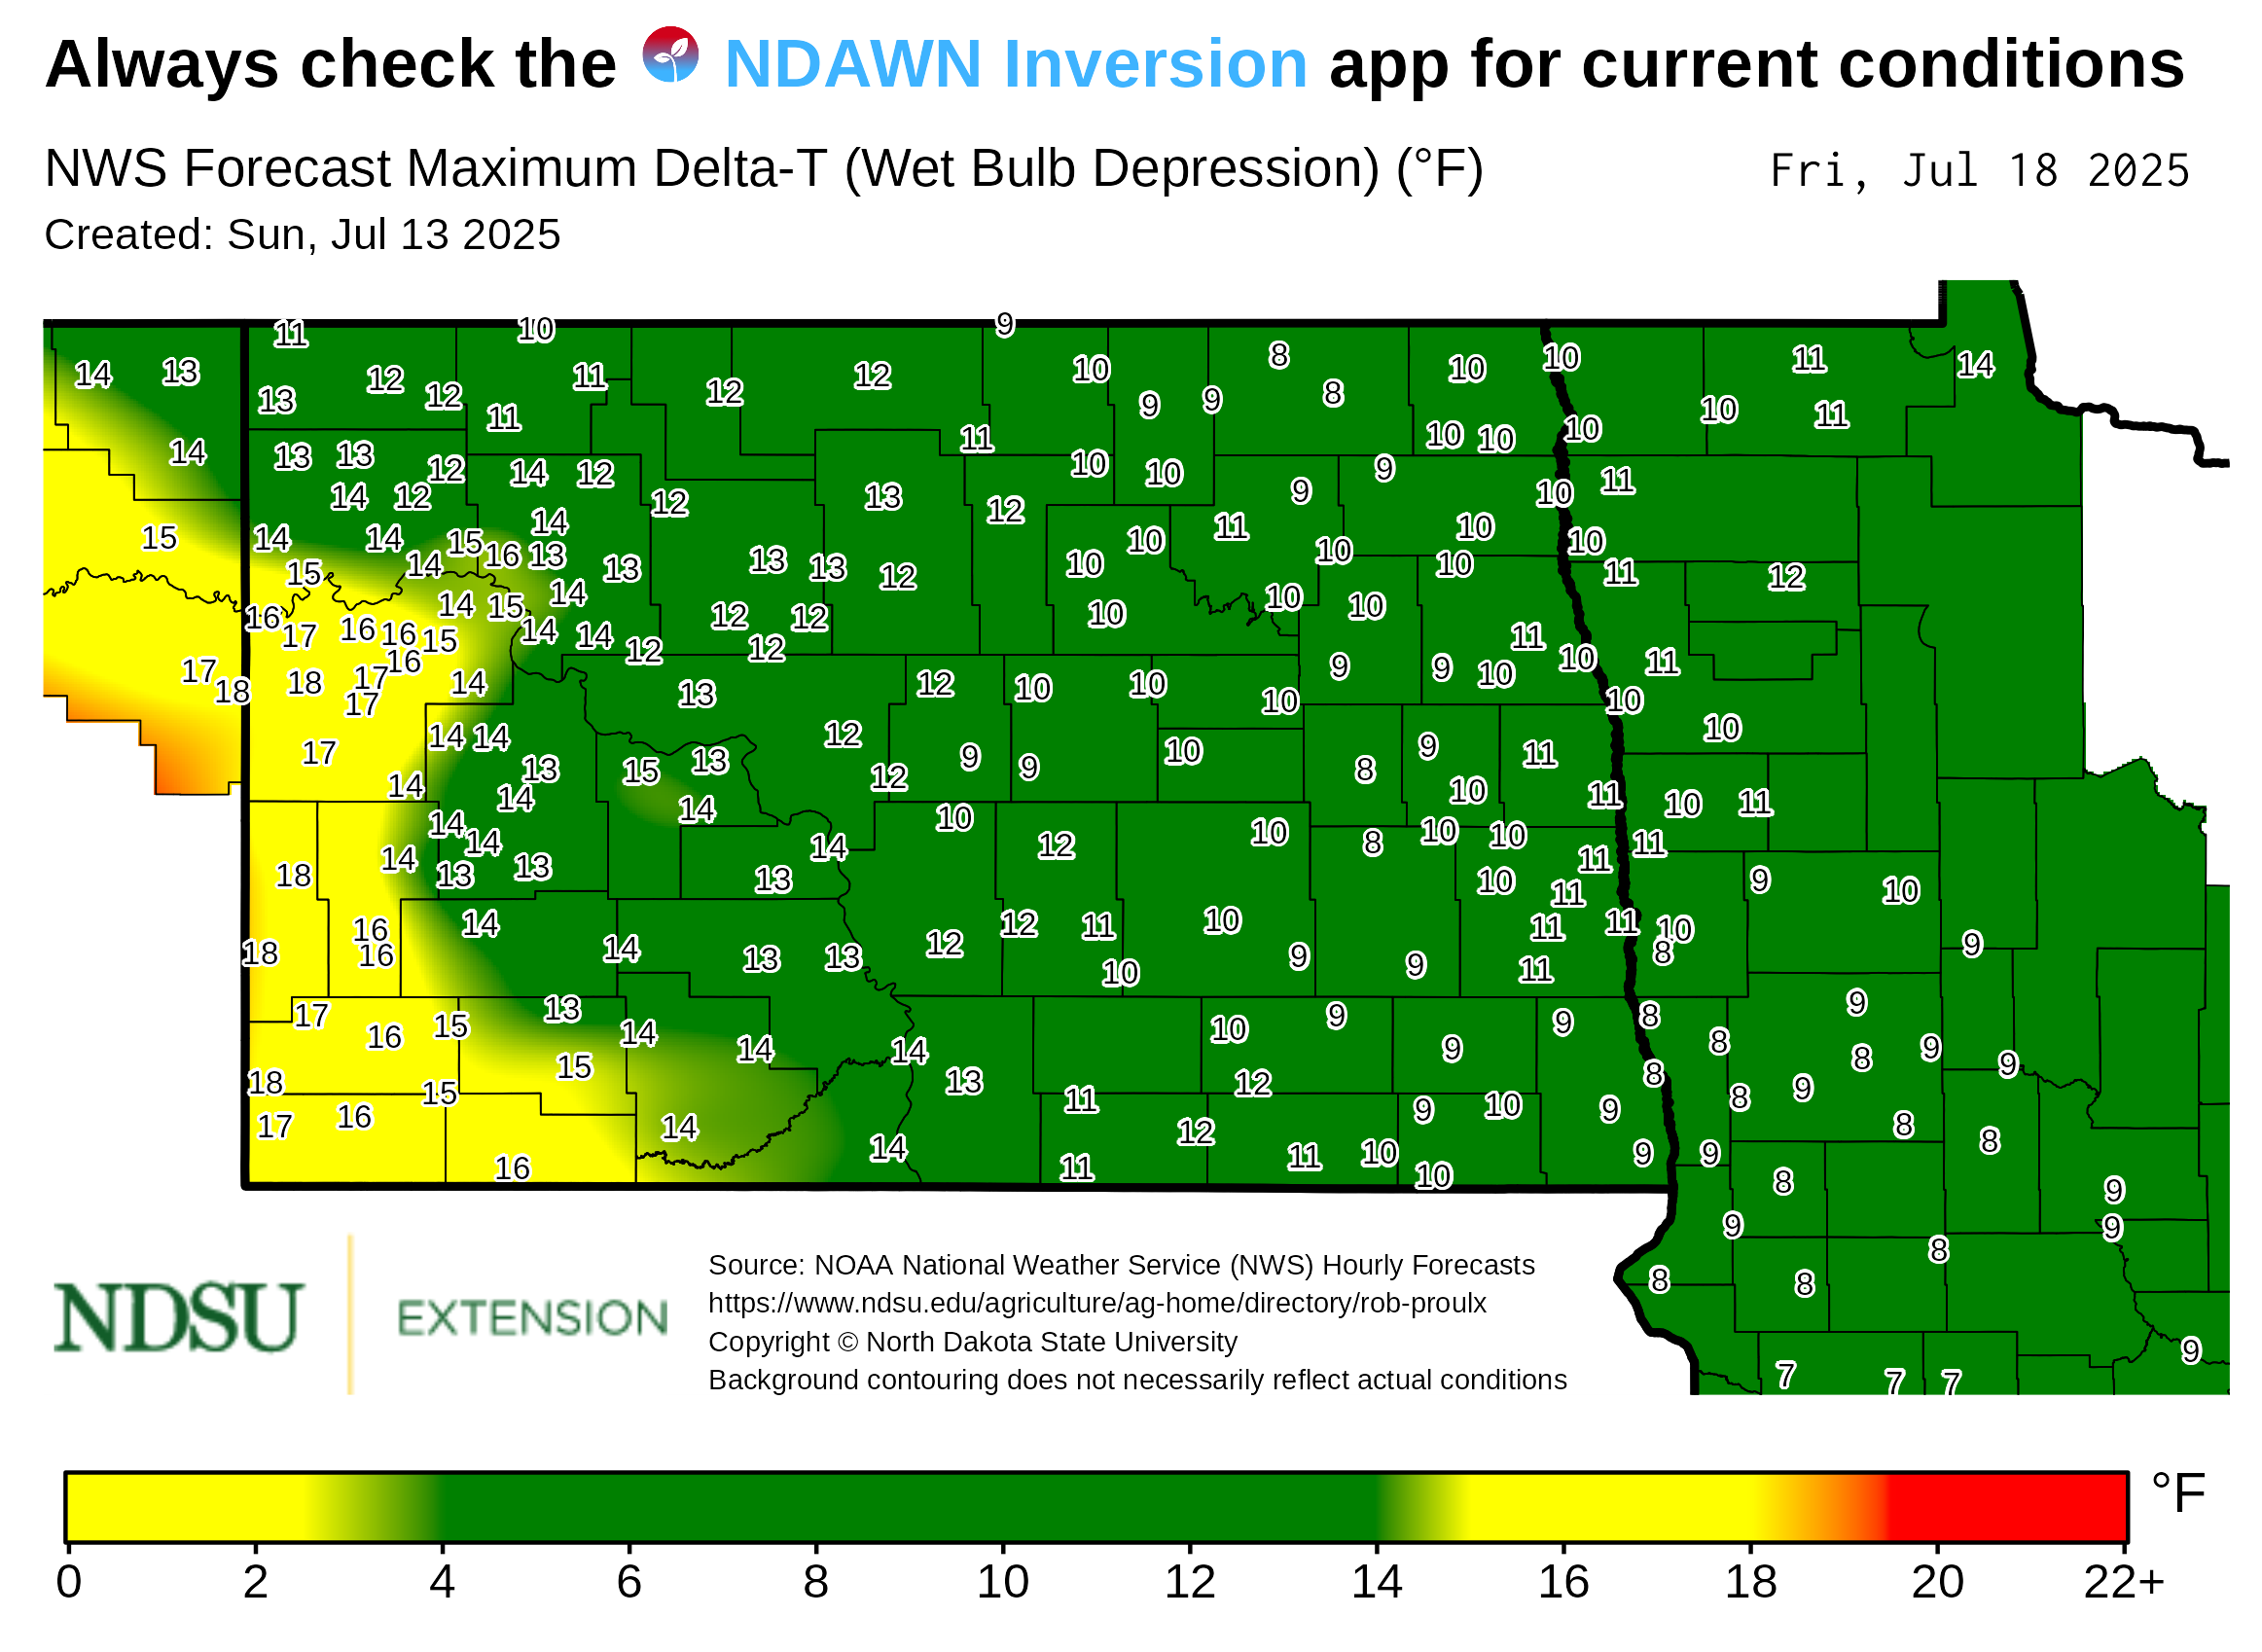 Always check the NDAWN Inversion app for current conditions
NWS Forecast Maximum Delta-T (Wet Bulb Depression) (°F) Fri, Jul 18 2025
Created: Sun, Jul 13 2025
11 10 9
14 13 12 12 11 12 12 10 8 10 10 11 14
13 11 9 9 8 10 11
14 13 13 12 14 12 11 10 10 9 10 10 10
14 12 12 13 12 9 10 11
15 14 14 15 16 14 13 13 13 13 12 10 10 11 10 10 10 10
15 14 14 15 14 10 10 10 11 12
16 17 16 16 15 14 14 12 12 12 12 10 11 10 11
17 18 18 17 16 14 13 12 10 10 10 9 9 10 10
17 17 14 14 13 15 13 12 12 9 9 10 8 9 11 10
14 14 14 10 10 11 10 11
14 14 14 13 13 14 12 10 8 10 10 11 11
18 13 11 10 9 10
18 16 16 14 14 13 13 12 12 11 10 9 9 11 11 10 8 9
17 13 10 11
16 15 14 14 14 10 9 9 9 8 8 9 9
18 15 15 13 12 8 8 9 9
17 16 14 11 12 9 10 9 8 9 8
16 14 11 11 10 10 9 9 8 8
9 9 9
8 8 8
7 7 7 9
NDSU EXTENSION
Source: NOAA National Weather Service (NWS) Hourly Forecasts
https://www.ndsu.edu/agriculture/ag-home/directory/rob-proulx
Copyright © North Dakota State University
Background contouring does not necessarily reflect actual conditions
°F
0 2 4 6 8 10 12 14 16 18 20 22+